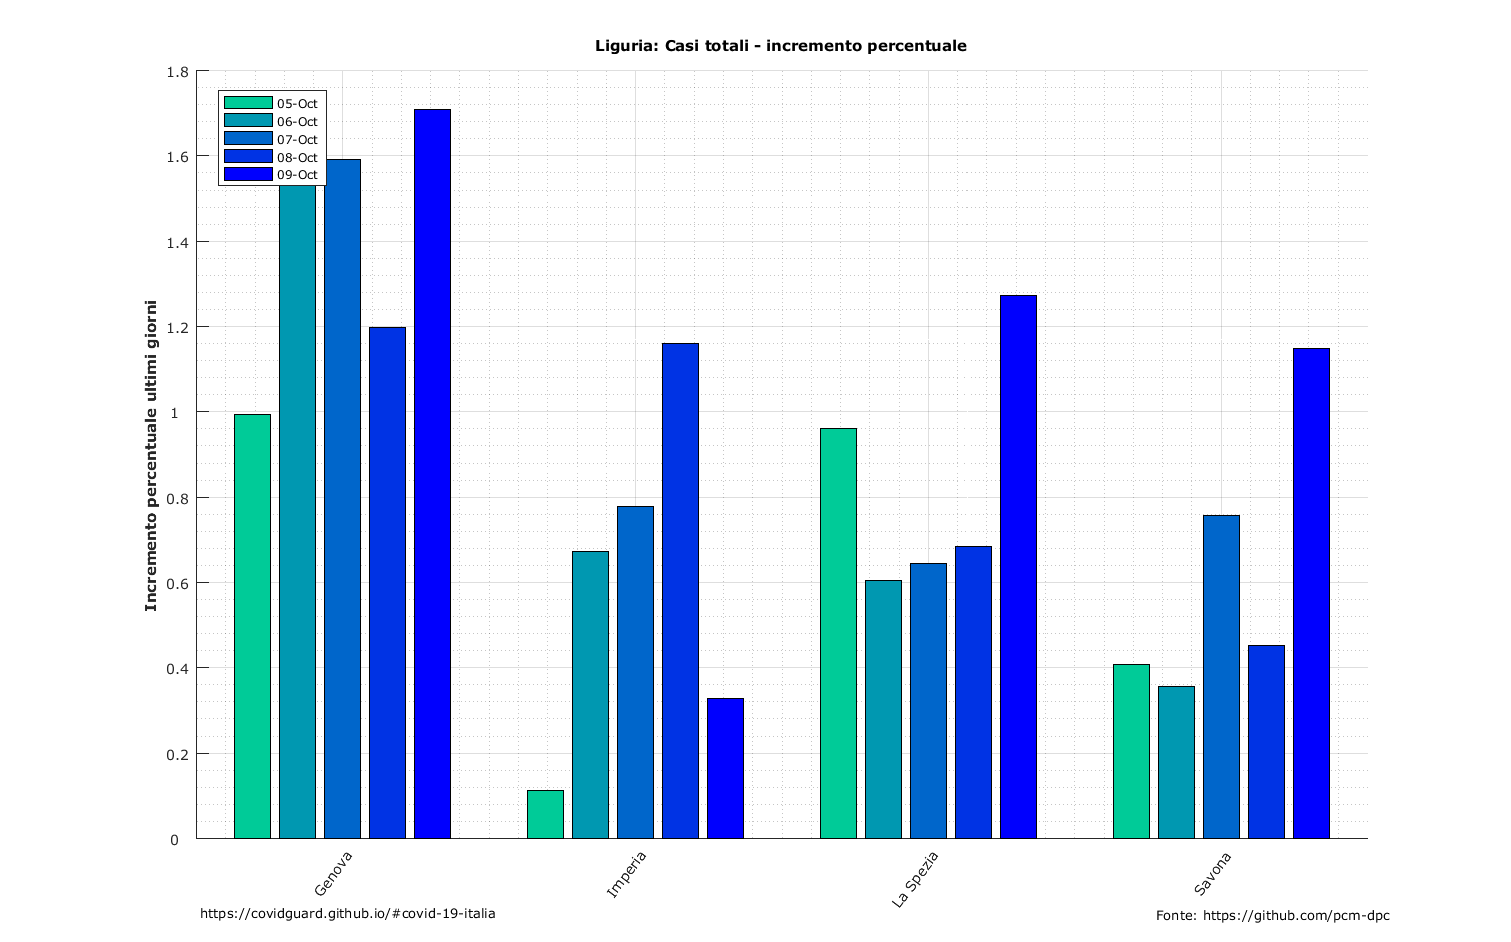 Liguria: Casi totali - incremento percentuale
Incremento percentuale ultimi giorni
1.8
1.6
1.4
1.2
1
0.8
0.6
0.4
0.2
0
05-Oct
06-Oct
07-Oct
08-Oct
09-Oct
Genova
Imperia
La Spezia
Savona
https://covidguard.github.io/#covid-19-italia
Fonte: https://github.com/pcm-dpc